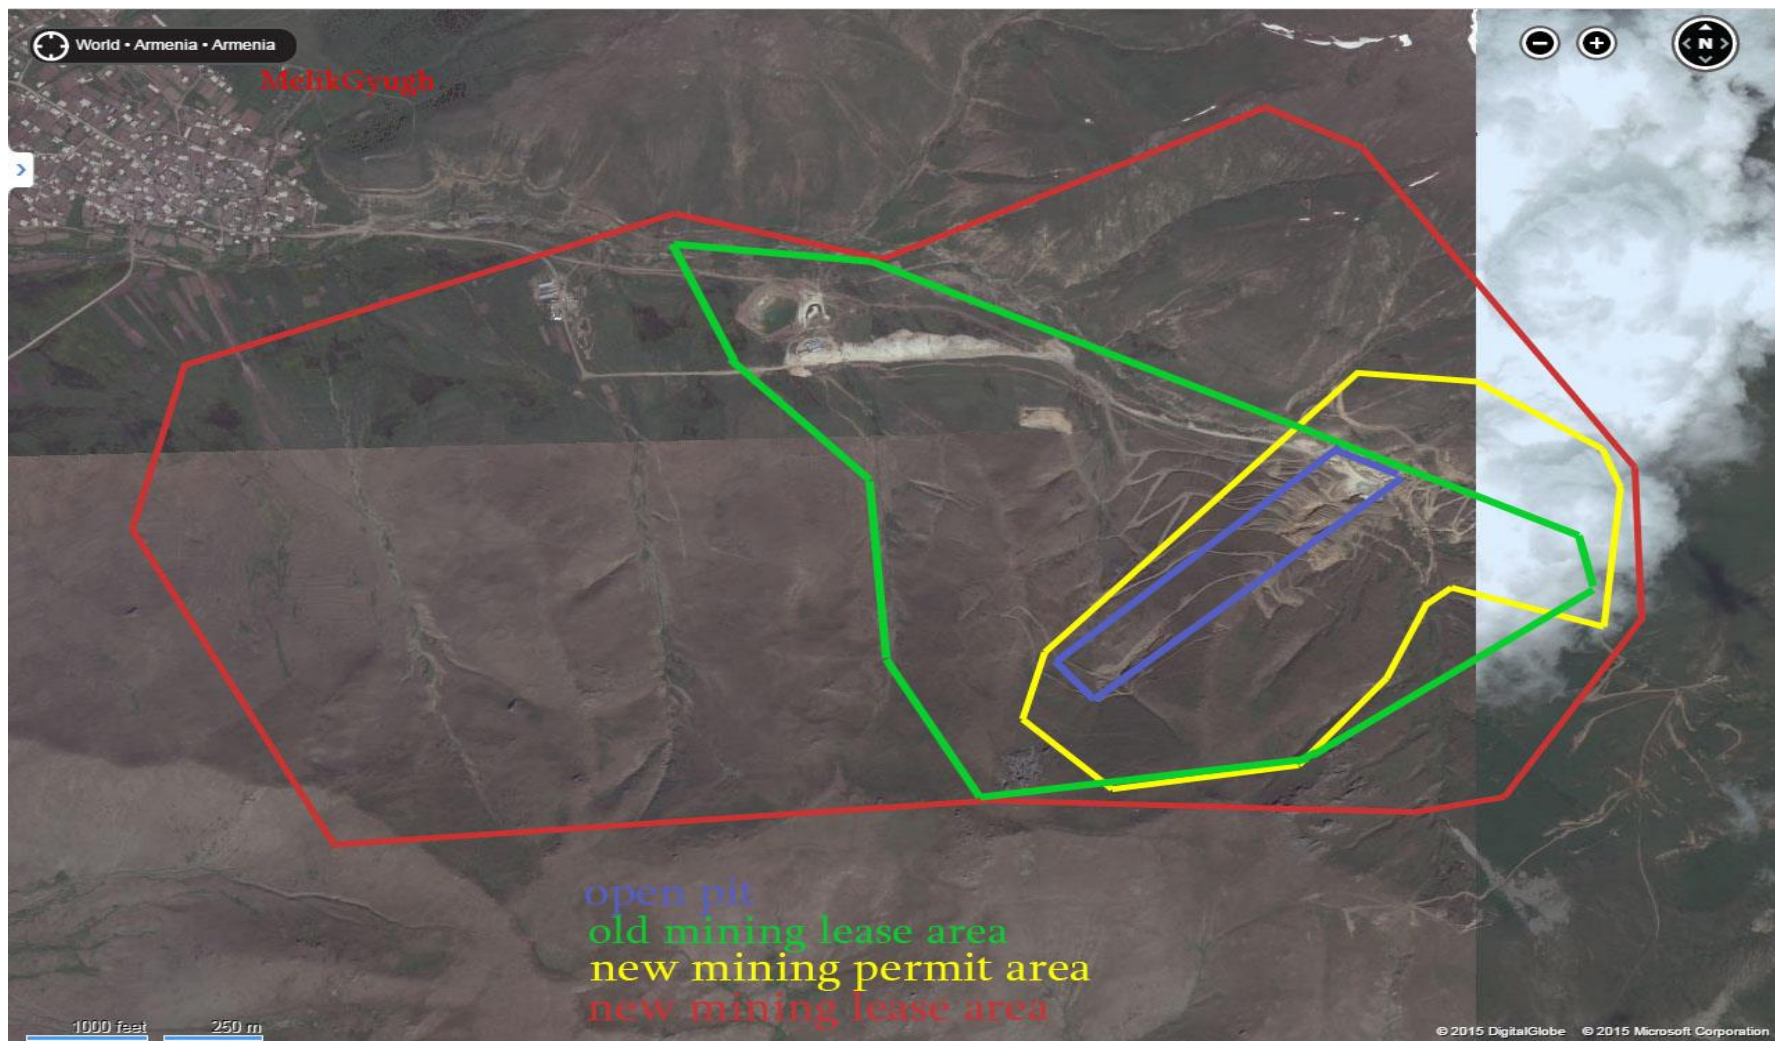 World • Armenia • Armenia
N
MelikGyugh
open pit
old mining lease area
new mining permit area
new mining lease area
1000 feet 250 m
© 2015 DigitalGlobe © 2015 Microsoft Corporation